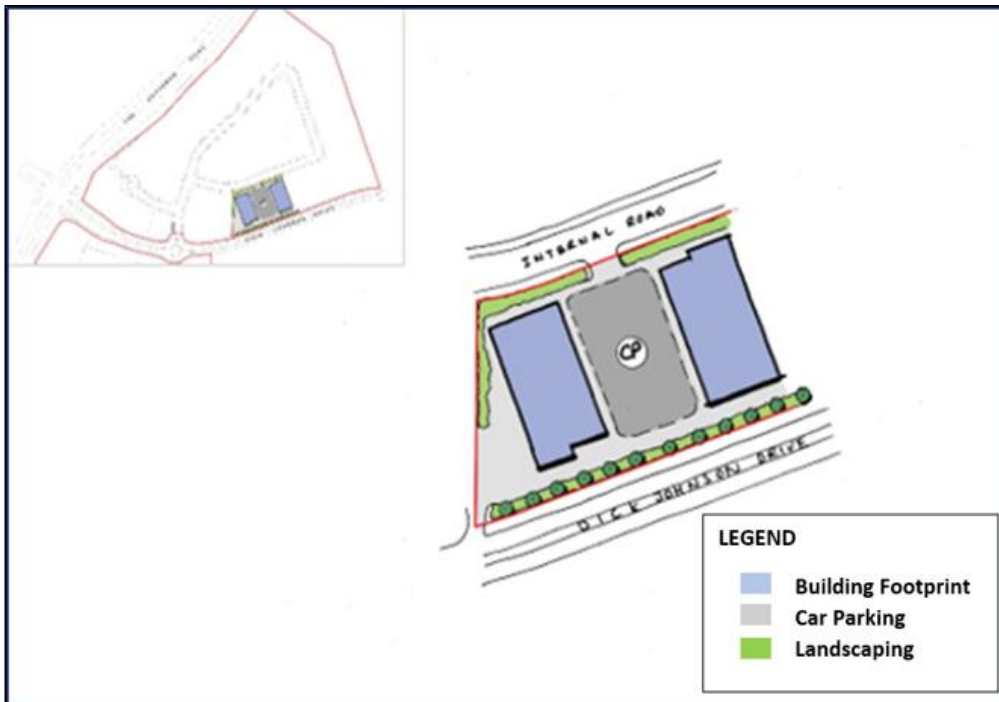 INTERNAL ROAD
CP
DICK JOHNSON DRIVE
LEGEND
Building Footprint
Car Parking
Landscaping